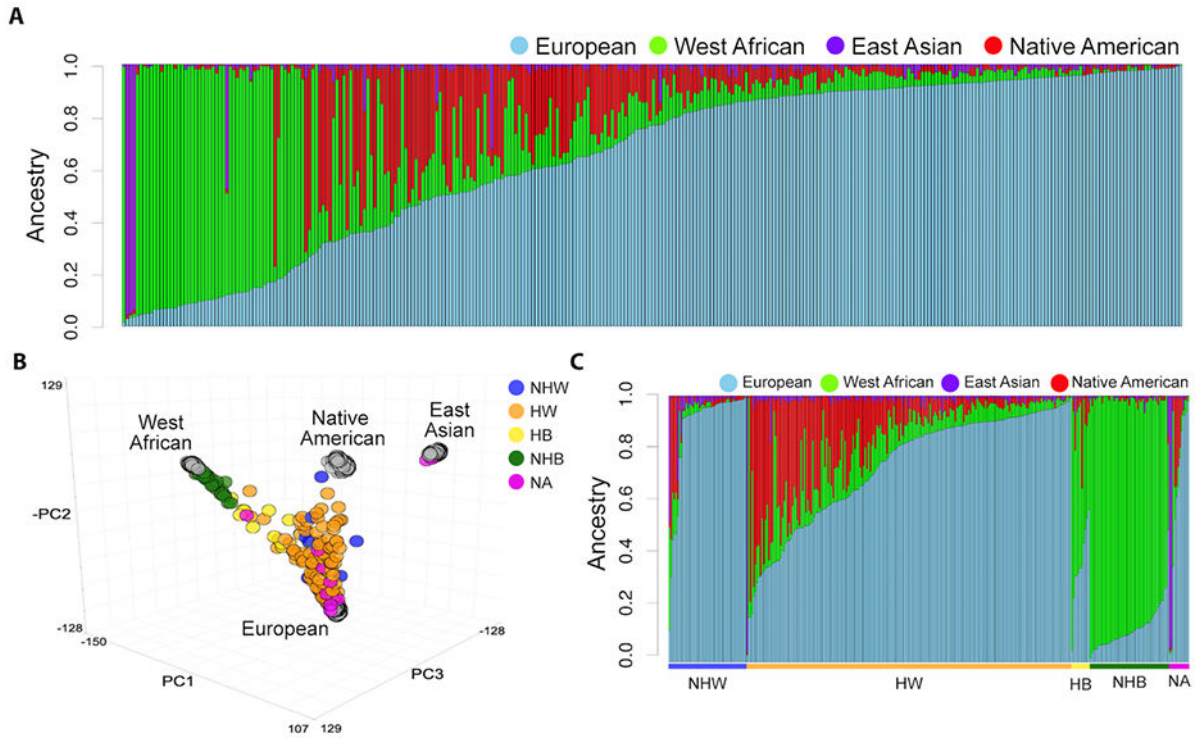 A
European West African East Asian Native American
1.0
0.8
0.6
0.4
0.2
0.0
Ancestry
B
129
West
African
Native
American
East
Asian
NHW
HW
HB
NHB
NA
-PC2
European
-128
-150
-128
PC1
PC3
107 129
C
European West African East Asian Native American
1.0
0.8
0.6
0.4
0.2
0.0
Ancestry
NHW HW HB NHB NA